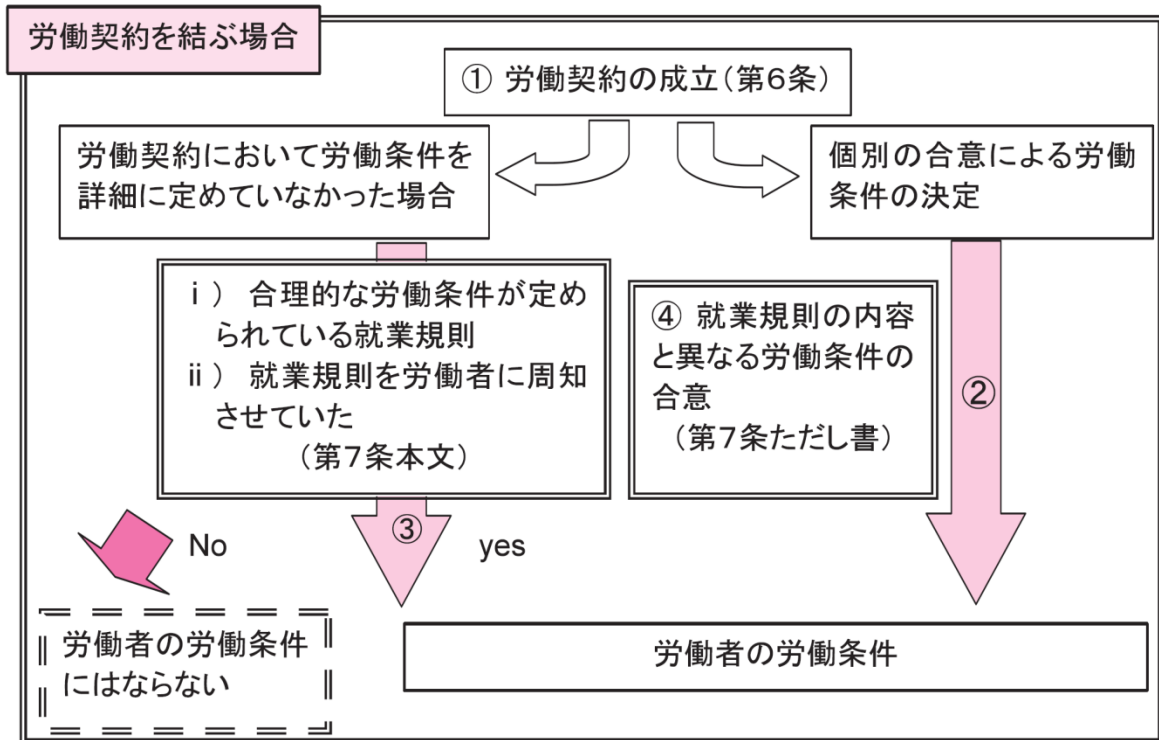 労働契約を結ぶ場合
① 労働契約の成立(第6条)
労働契約において労働条件を
詳細に定めていなかった場合
個別の合意による労働
条件の決定
ⅰ) 合理的な労働条件が定め
られている就業規則
ⅱ) 就業規則を労働者に周知
させていた
(第7条本文)
④ 就業規則の内容
と異なる労働条件の
合意
(第7条ただし書)
②
③
No
yes
労働者の労働条件
にはならない
労働者の労働条件